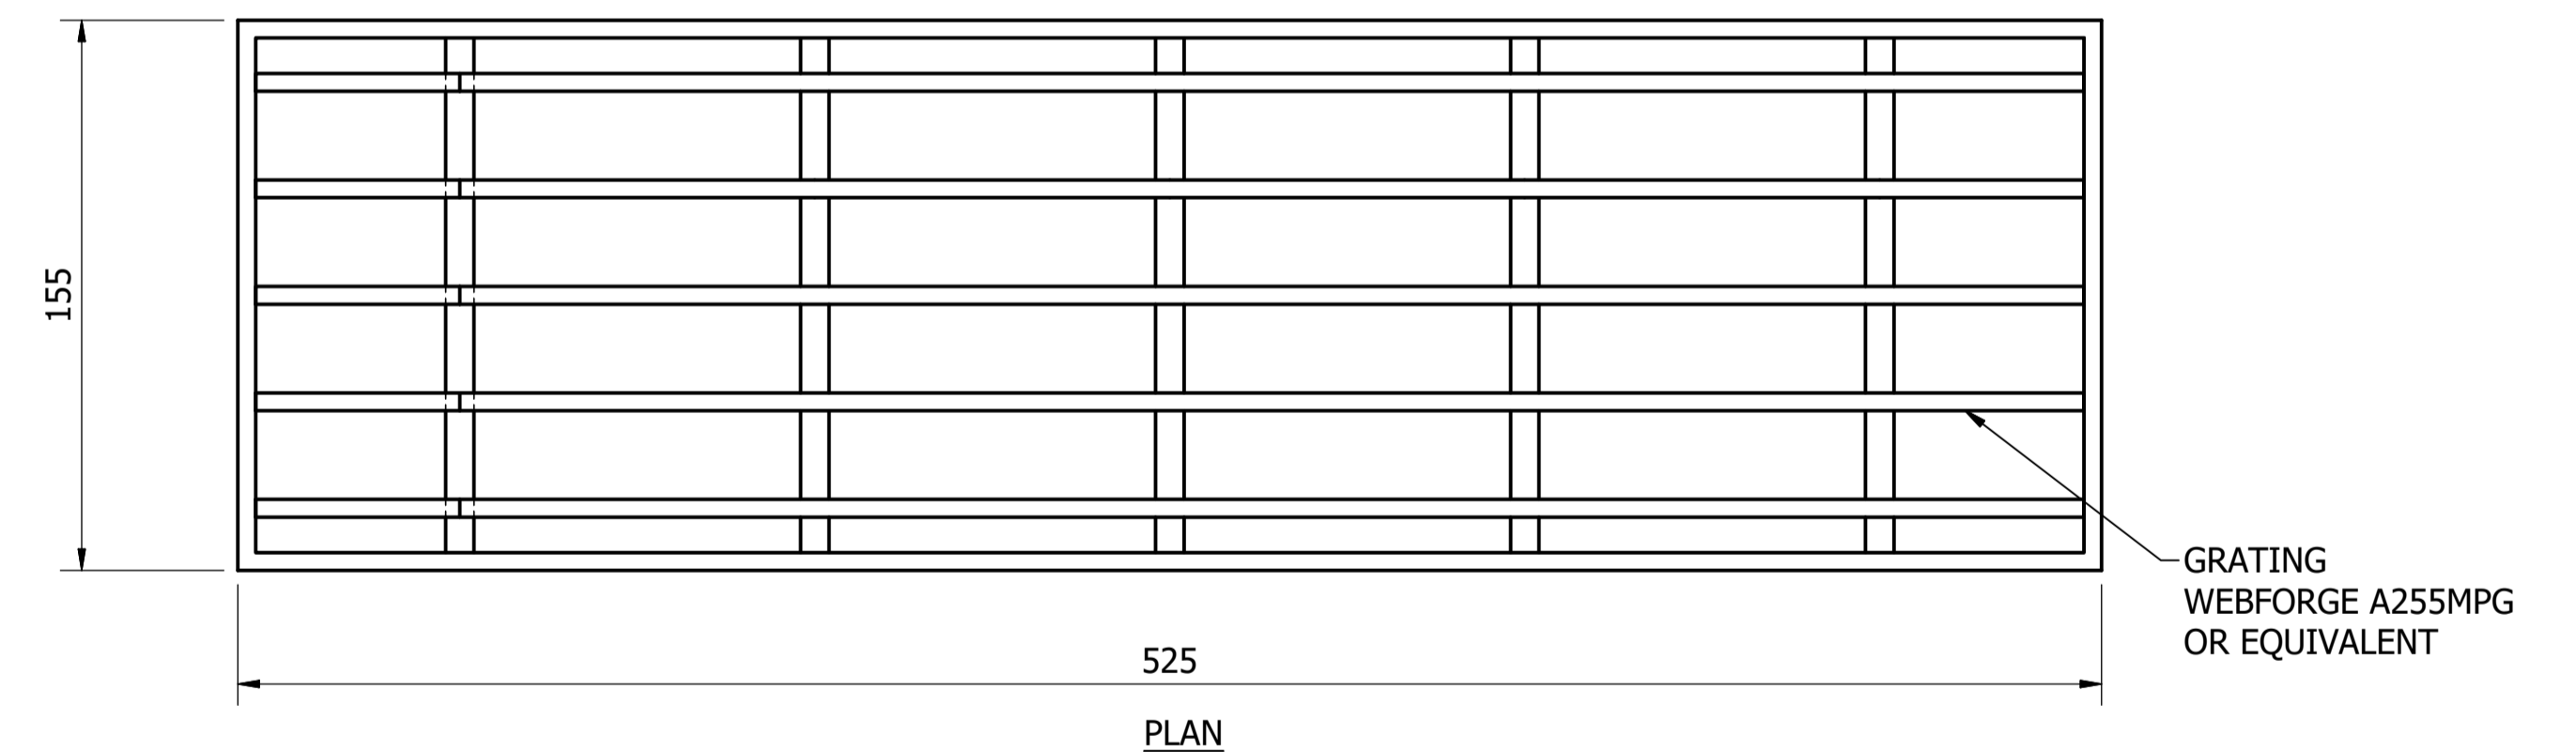 155
GRATING
WEBFORGE A255MPG
OR EQUIVALENT
525
PLAN